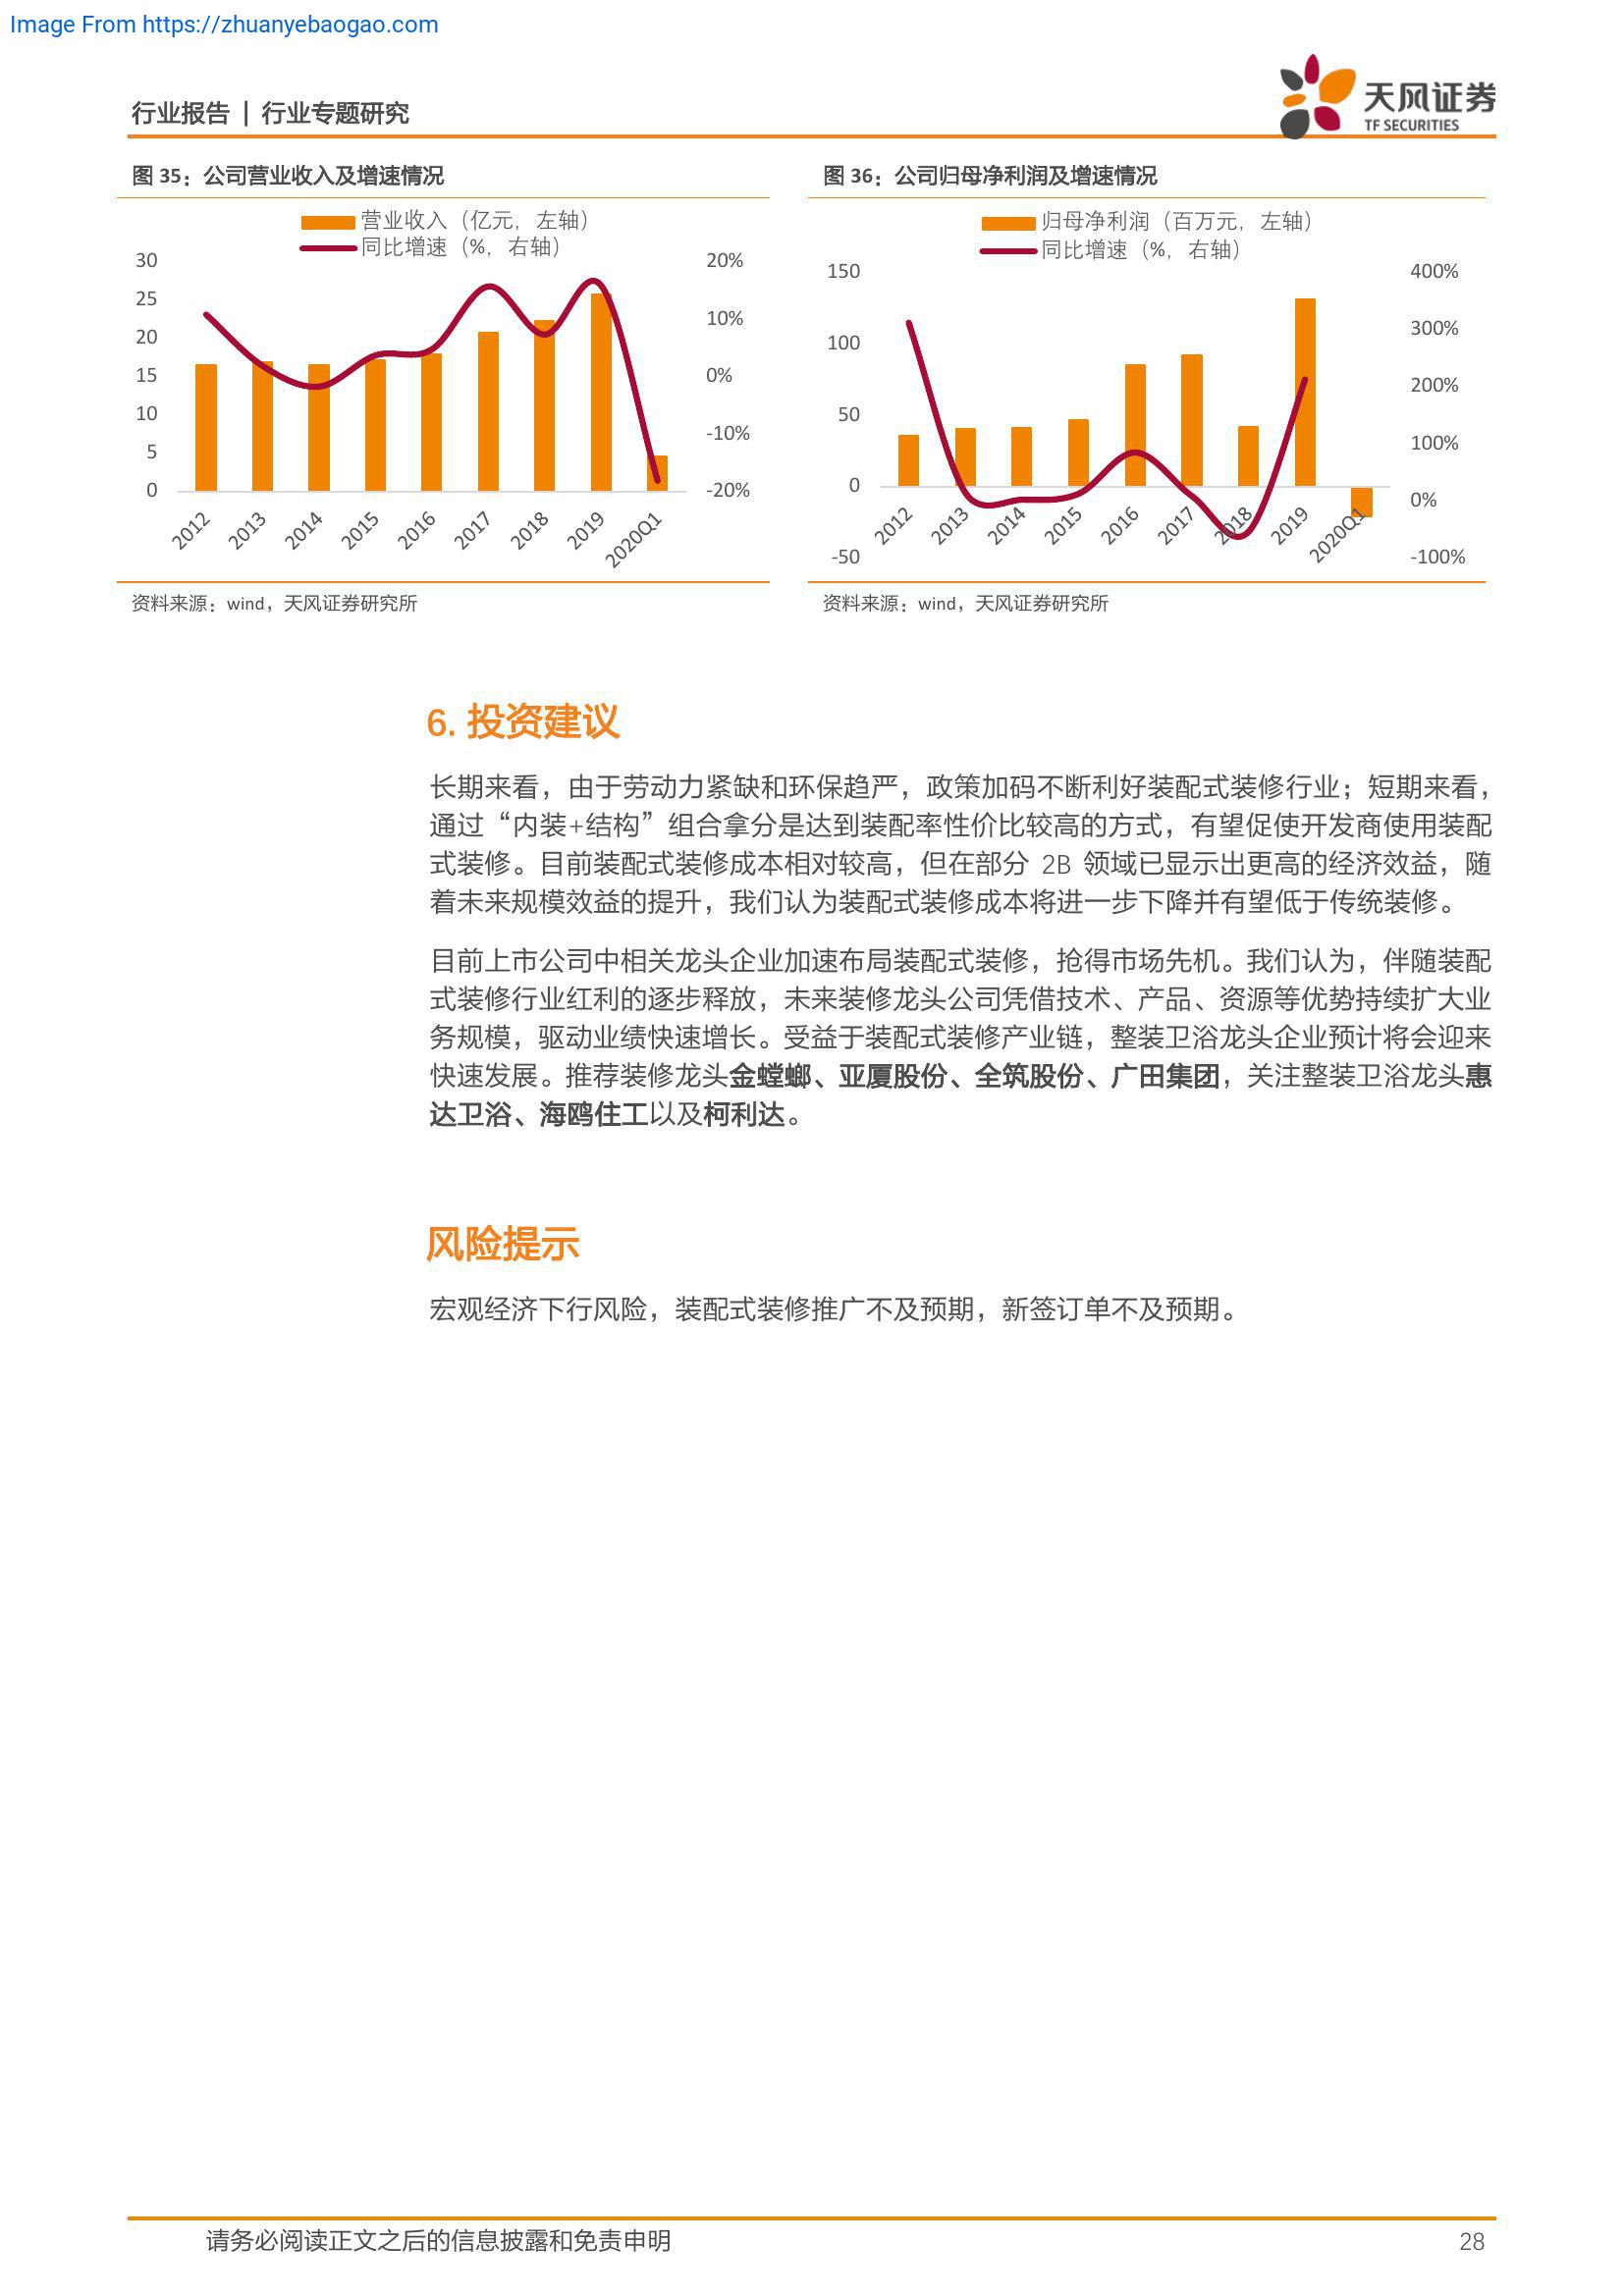 Image From https://zhuanyebaogao.com
行业报告 | 行业专题研究
天风证券
TF SECURITIES
图 35：公司营业收入及增速情况
营业收入（亿元，左轴）
同比增速（%，右轴）
30
25
20
15
10
5
0
20%
10%
0%
-10%
-20%
2012
2013
2014
2015
2016
2017
2018
2019
2020Q1
资料来源：wind，天风证券研究所
图 36：公司归母净利润及增速情况
归母净利润（百万元，左轴）
同比增速（%，右轴）
150
100
50
0
-50
400%
300%
200%
100%
0%
-100%
2012
2013
2014
2015
2016
2017
2018
2019
2020Q1
资料来源：wind，天风证券研究所
6. 投资建议
长期来看，由于劳动力紧缺和环保趋严，政策加码不断利好装配式装修行业；短期来看，
通过“内装+结构”组合拿分是达到装配率性价比较高的方式，有望促使开发商使用装配
式装修。目前装配式装修成本相对较高，但在部分 2B 领域已显示出更高的经济效益，随
着未来规模效益的提升，我们认为装配式装修成本将进一步下降并有望低于传统装修。
目前上市公司中相关龙头企业加速布局装配式装修，抢得市场先机。我们认为，伴随装配
式装修行业红利的逐步释放，未来装修龙头公司凭借技术、产品、资源等优势持续扩大业
务规模，驱动业绩快速增长。受益于装配式装修产业链，整装卫浴龙头企业预计将会迎来
快速发展。推荐装修龙头金螳螂、亚厦股份、全筑股份、广田集团，关注整装卫浴龙头惠
达卫浴、海鸥住工以及柯利达。
风险提示
宏观经济下行风险，装配式装修推广不及预期，新签订单不及预期。
请务必阅读正文之后的信息披露和免责申明
28